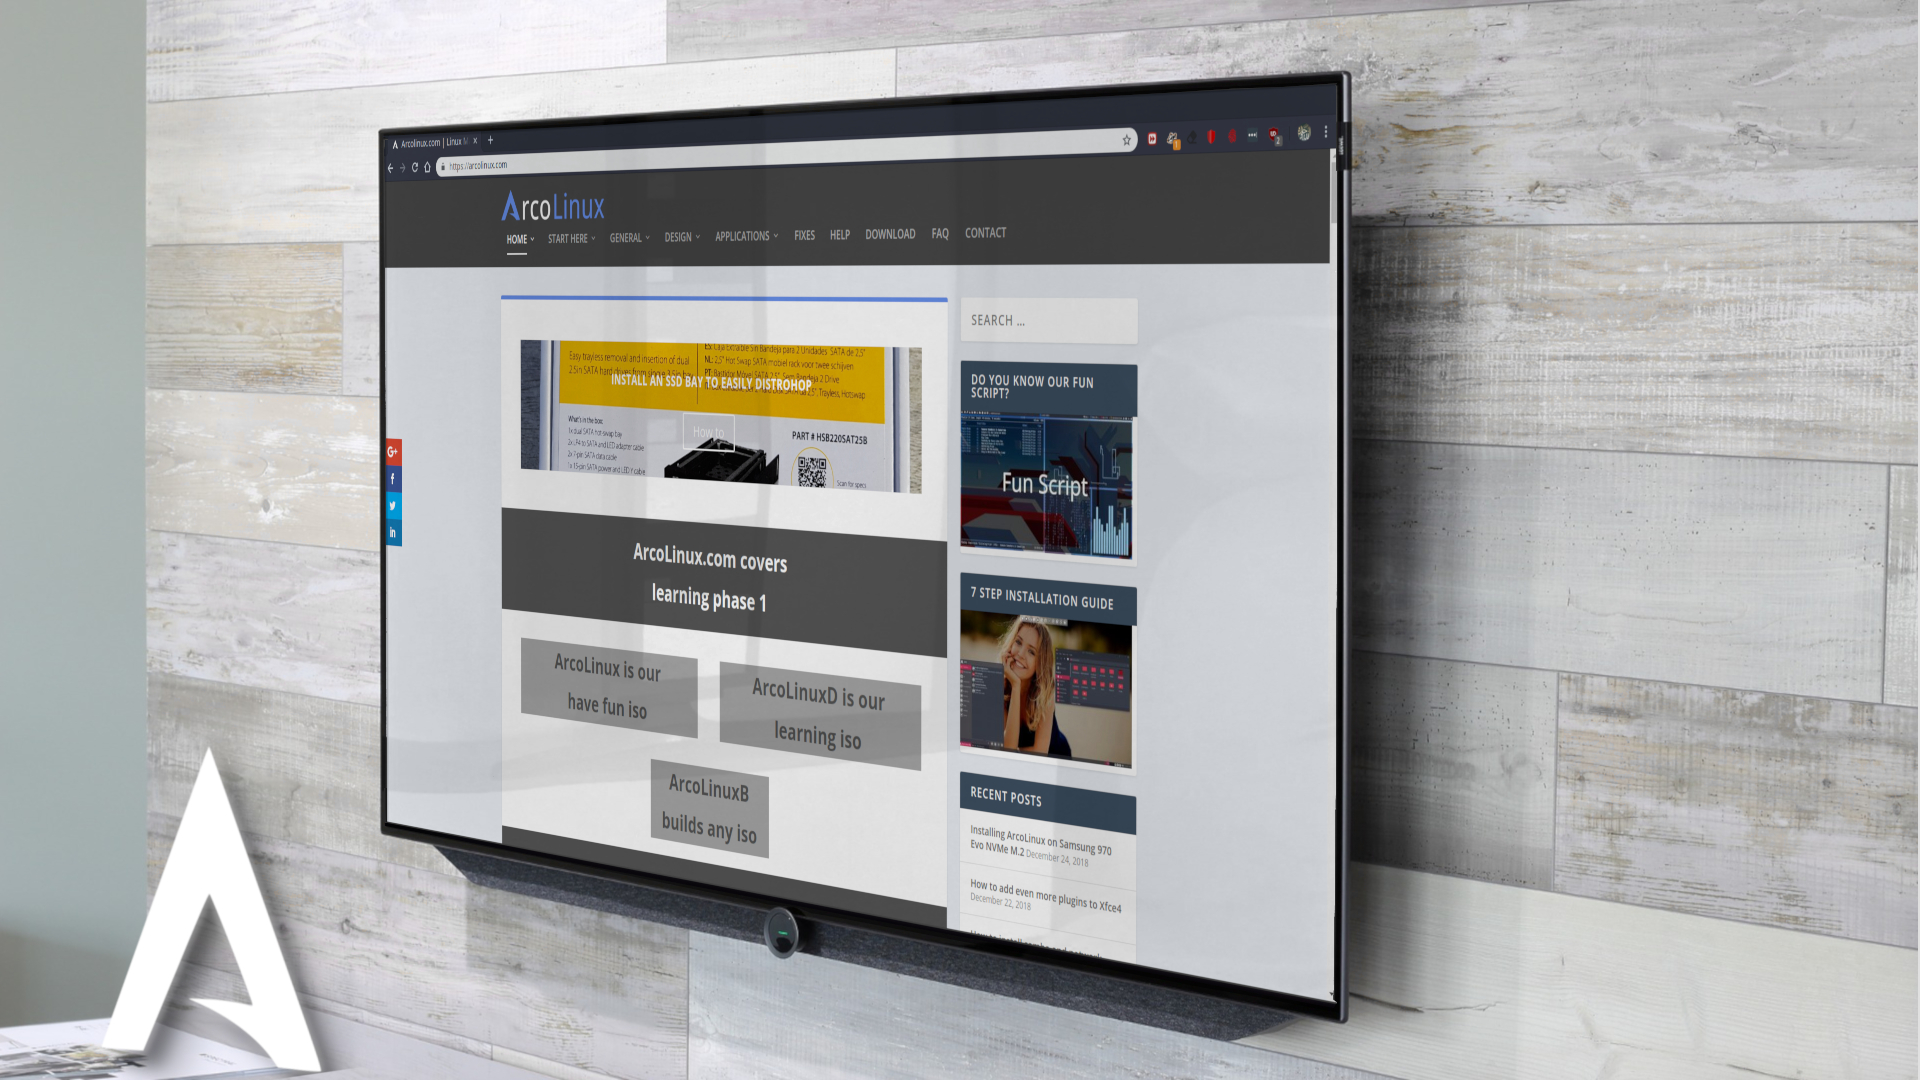 Arcolinux.com | Linux
https://arcolinux.com
ArcoLinux
HOME
START HERE
GENERAL
DESIGN
APPLICATIONS
FIXES
HELP
DOWNLOAD
FAQ
CONTACT
SEARCH ...
Easy trayless removal and insertion of dual
2.5in SATA hard drives from
ES: Caja Extraíble Sin Bandeja para 2 Unidades SATA de 2,5"
NL: 2,5" Hot Swap SATA mobiel rack voor twee schijven
PT: Bastidor Móvel SATA 2,5", Sem Bandeja 2 Drive
de 2,5", Trayless, Hotswap
INSTALL AN SSD BAY TO EASILY DISTROHOP
How to
What's in the box:
1x dual SATA hot-swap bay
2x LP4 to SATA and LED adapter cable
2x 7-pin SATA data cable
1x 15-pin SATA power and LED Y cable
PART # HSB220SAT25B
Scan for specs
DO YOU KNOW OUR FUN
SCRIPT?
Fun Script
ArcoLinux.com covers
learning phase 1
7 STEP INSTALLATION GUIDE
ArcoLinux is our
have fun iso
ArcoLinuxD is our
learning iso
ArcoLinuxB
builds any iso
RECENT POSTS
Installing ArcoLinux on Samsung 970
Evo NVMe M.2 December 24, 2018
How to add even more plugins to Xfce4
December 22, 2018